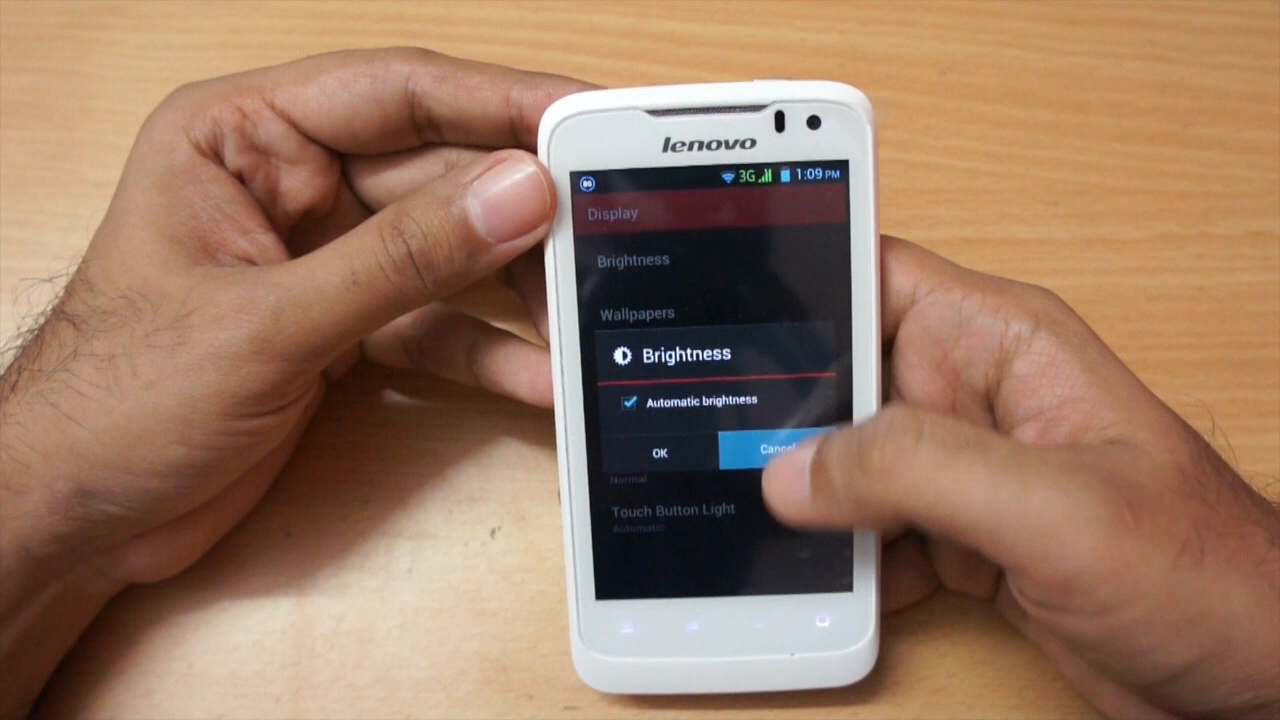 lenovo
3G 1:09 PM
Display
Brightness
Wallpapers
Brightness
Automatic brightness
OK Cancel
Normal
Touch Button Light
Automatic